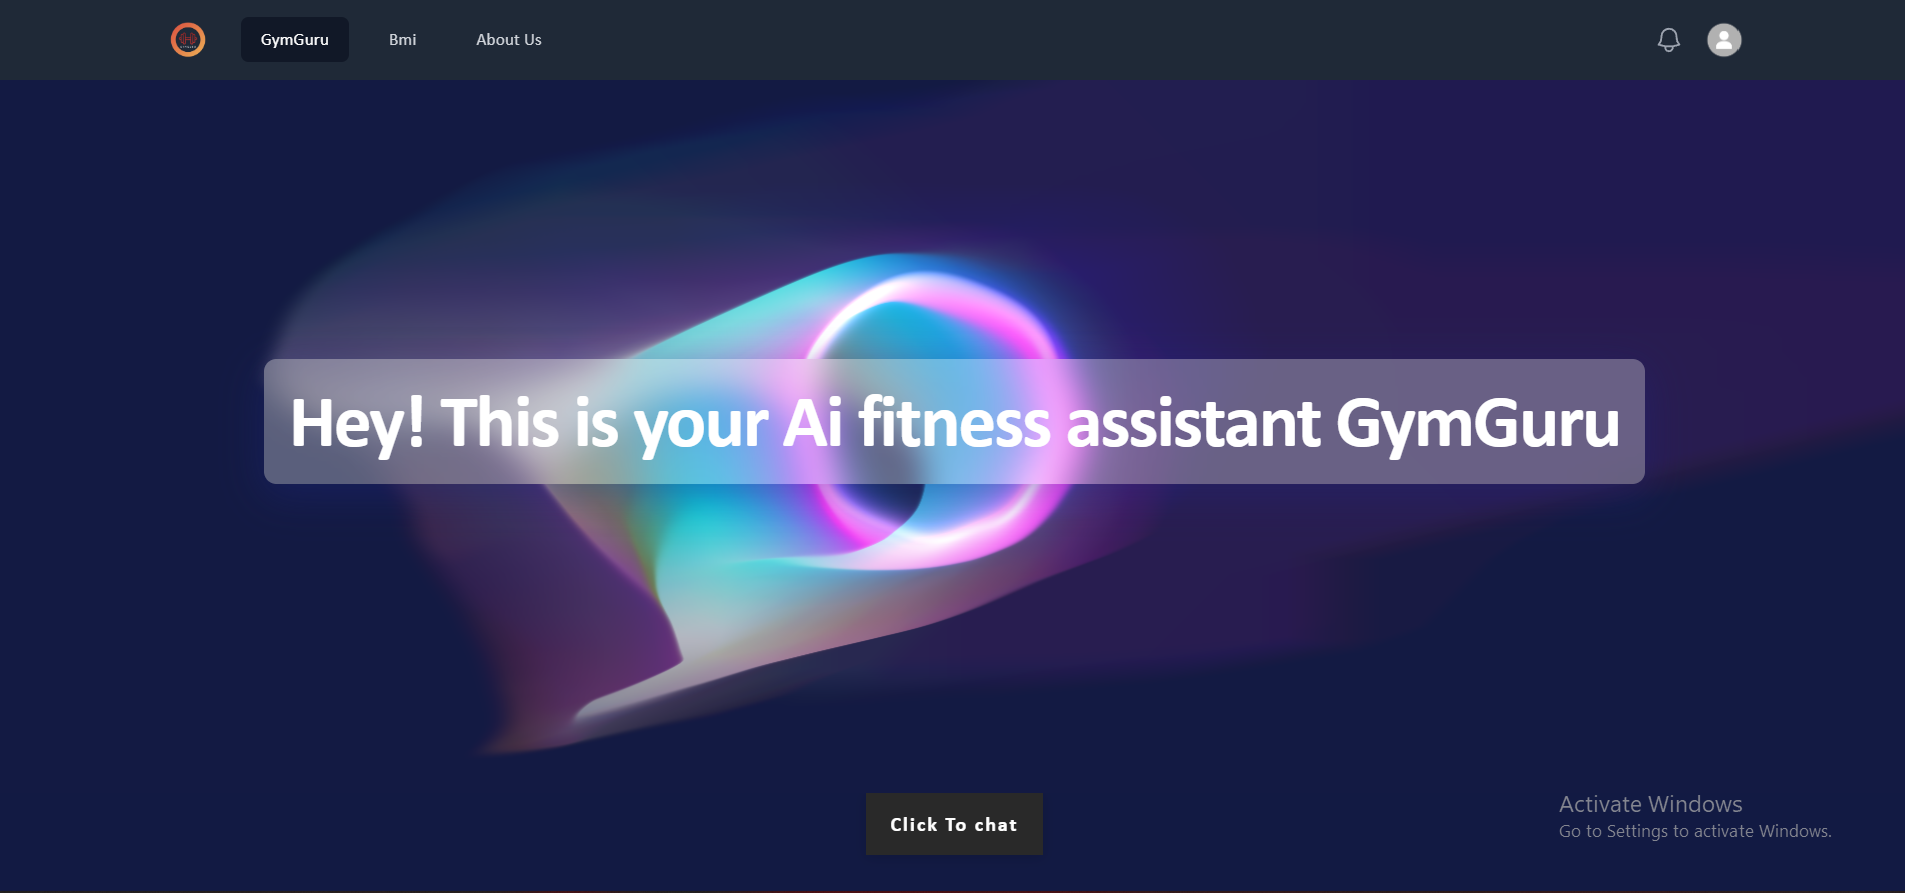 GymGuru
Bmi
About Us
Hey! This is your Ai fitness assistant GymGuru
Click To chat
Activate Windows
Go to Settings to activate Windows.